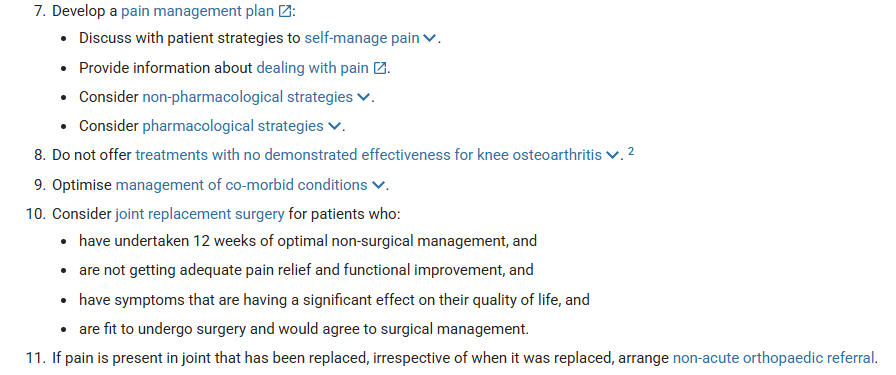 7. Develop a pain management plan:
• Discuss with patient strategies to self-manage pain.
• Provide information about dealing with pain.
• Consider non-pharmacological strategies.
• Consider pharmacological strategies.
8. Do not offer treatments with no demonstrated effectiveness for knee osteoarthritis. 2
9. Optimise management of co-morbid conditions.
10. Consider joint replacement surgery for patients who:
• have undertaken 12 weeks of optimal non-surgical management, and
• are not getting adequate pain relief and functional improvement, and
• have symptoms that are having a significant effect on their quality of life, and
• are fit to undergo surgery and would agree to surgical management.
11. If pain is present in joint that has been replaced, irrespective of when it was replaced, arrange non-acute orthopaedic referral.